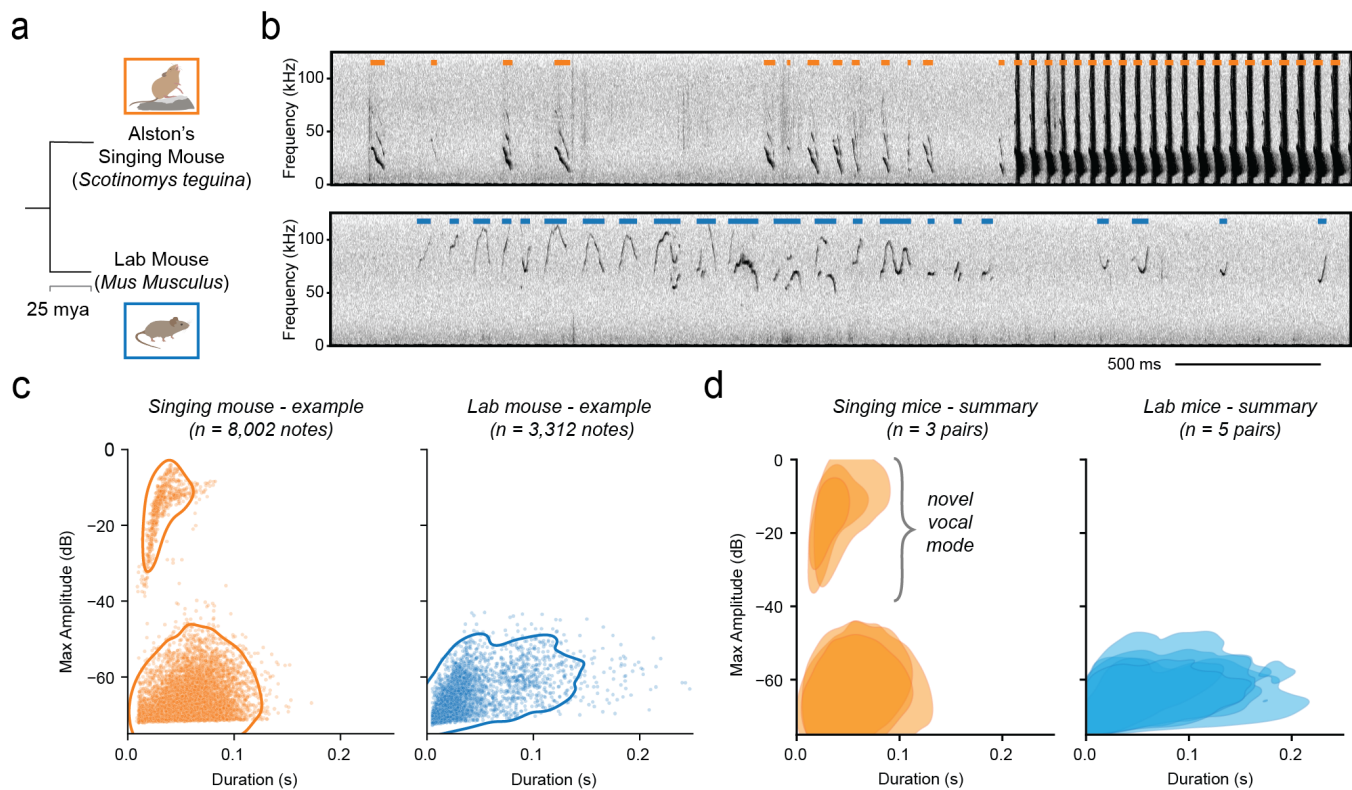 a
Alston's
Singing Mouse
(Scotinomys teguina)
Lab Mouse
(Mus Musculus)
25 mya
b
Frequency (kHz)
100
50
0
Frequency (kHz)
100
50
0
500 ms
c
Singing mouse - example
(n = 8,002 notes)
Max Amplitude (dB)
0
−20
−40
−60
0.0
0.1
0.2
Duration (s)
Lab mouse - example
(n = 3,312 notes)
0.0
0.1
0.2
Duration (s)
d
Singing mice - summary
(n = 3 pairs)
Max Amplitude (dB)
0
−20
−40
−60
novel
vocal
mode
0.0
0.1
0.2
Duration (s)
Lab mice - summary
(n = 5 pairs)
0.0
0.1
0.2
Duration (s)